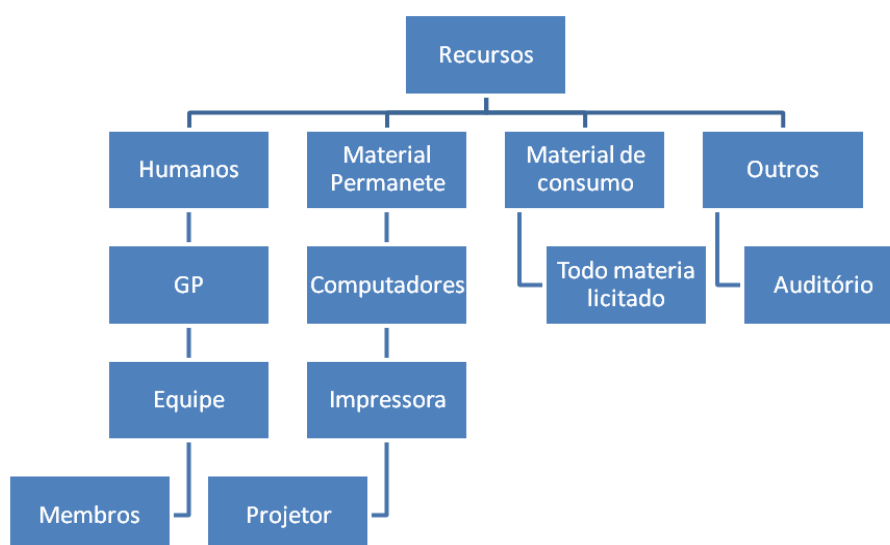 Recursos
Humanos
Material
Permanete
Material de
consumo
Outros
GP
Computadores
Todo materia
licitado
Auditório
Equipe
Impressora
Membros
Projetor